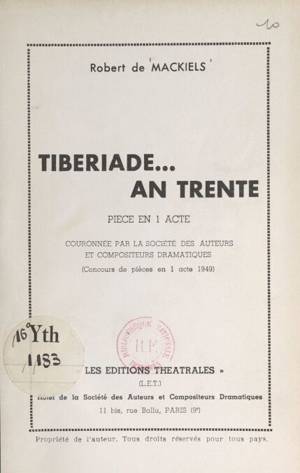 10
Robert de MACKIELS
TIBERIADE...
AN TRENTE
PIECE EN 1 ACTE
COURONNÉE PAR LA SOCIÉTÉ DES AUTEURS
ET COMPOSITEURS DRAMATIQUES
(Concours de pièces en 1 acte 1949)
16° Yth
1183
LES EDITIONS THEATRALES »
(L.E.T.)
Hôtel de la Société des Auteurs et Compositeurs Dramatiques
11 bis, rue Ballu, PARIS (9e)
Propriété de l'auteur. Tous droits réservés pour tous pays.